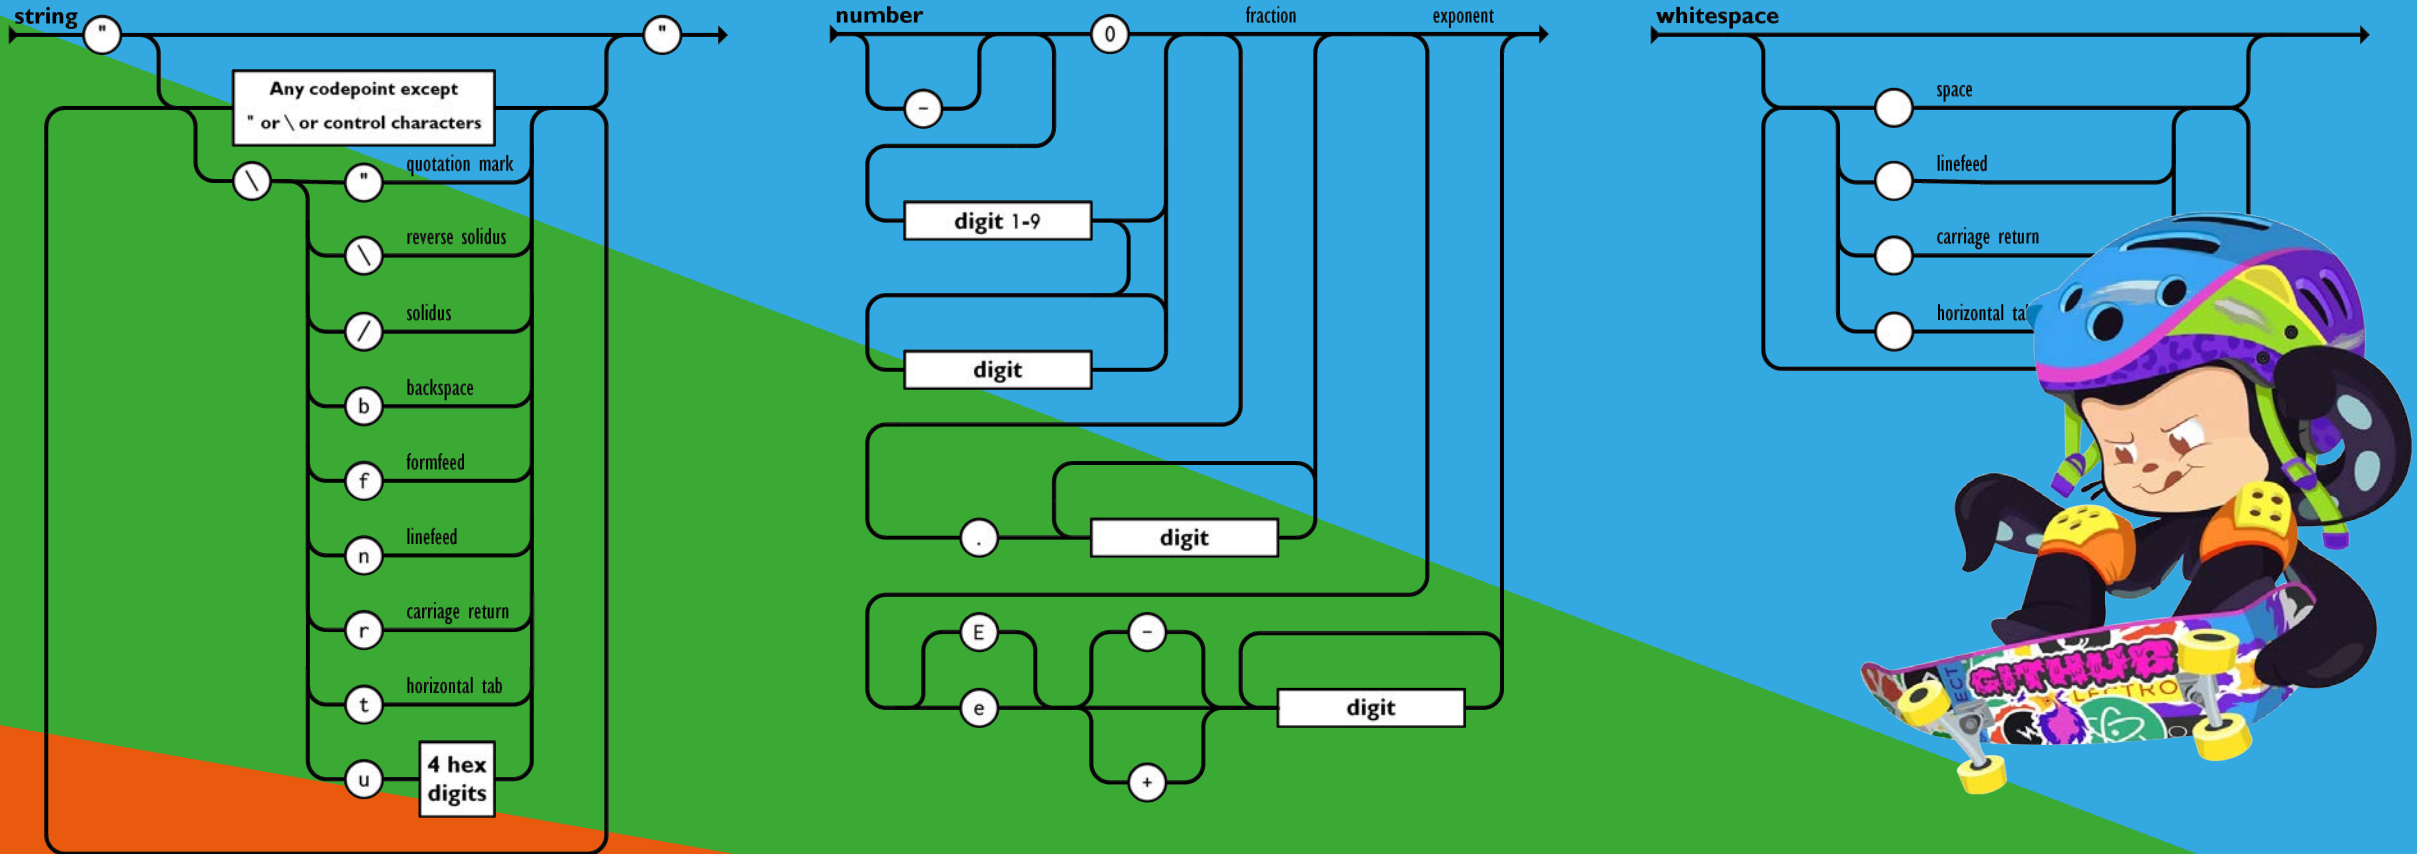 string
"
"
Any codepoint except
" or \ or control characters
\
"
quotation mark
\
reverse solidus
/
solidus
b
backspace
f
formfeed
n
linefeed
r
carriage return
t
horizontal tab
u
4 hex
digits
number
fraction
exponent
0
-
digit 1-9
digit
.
digit
E
-
e
digit
+
whitespace
space
linefeed
carriage return
horizontal
GITHUB